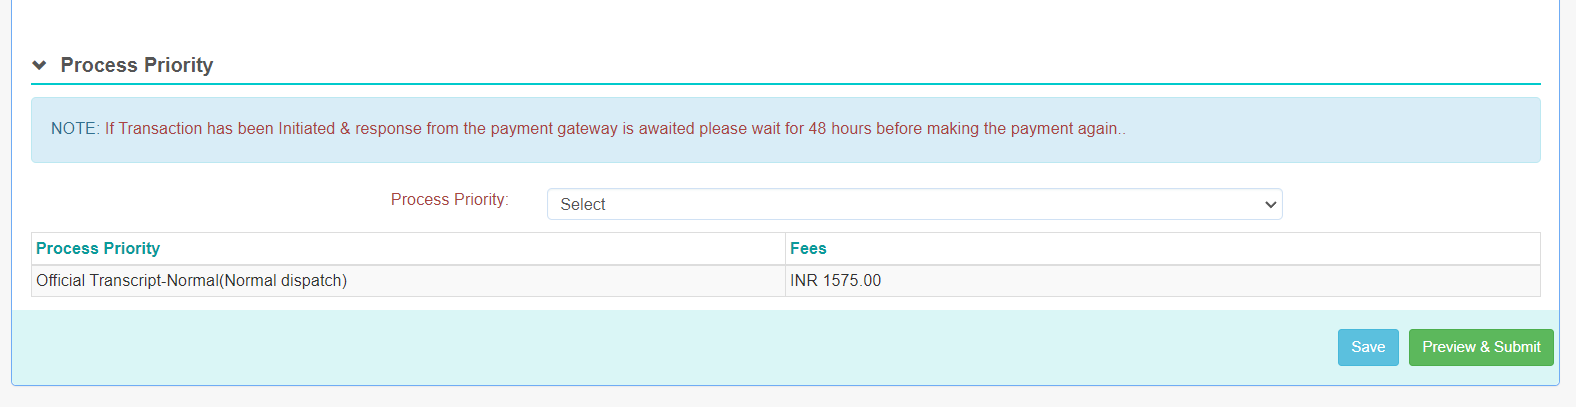 Process Priority
NOTE: If Transaction has been Initiated & response from the payment gateway is awaited please wait for 48 hours before making the payment again..
Process Priority:
Select
Process Priority Fees
Official Transcript-Normal(Normal dispatch) INR 1575.00
Save Preview & Submit